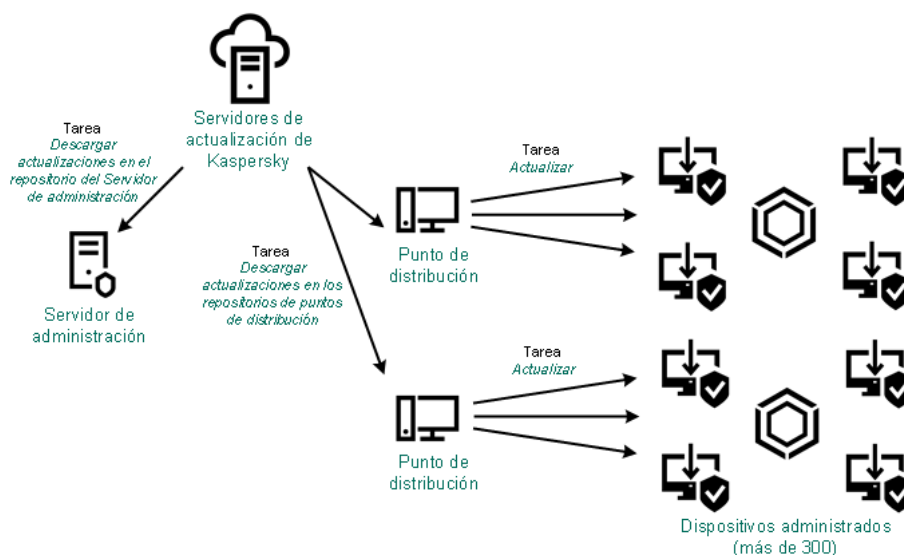 Servidores de
actualización de
Kaspersky
Tarea
Descargar
actualizaciones en el
repositorio del Servidor
de administración
Servidor de
administración
Tarea
Descargar
actualizaciones en los
repositorios de puntos
de distribución
Tarea
Actualizar
Punto de
distribución
Tarea
Actualizar
Punto de
distribución
Dispositivos administrados
(más de 300)